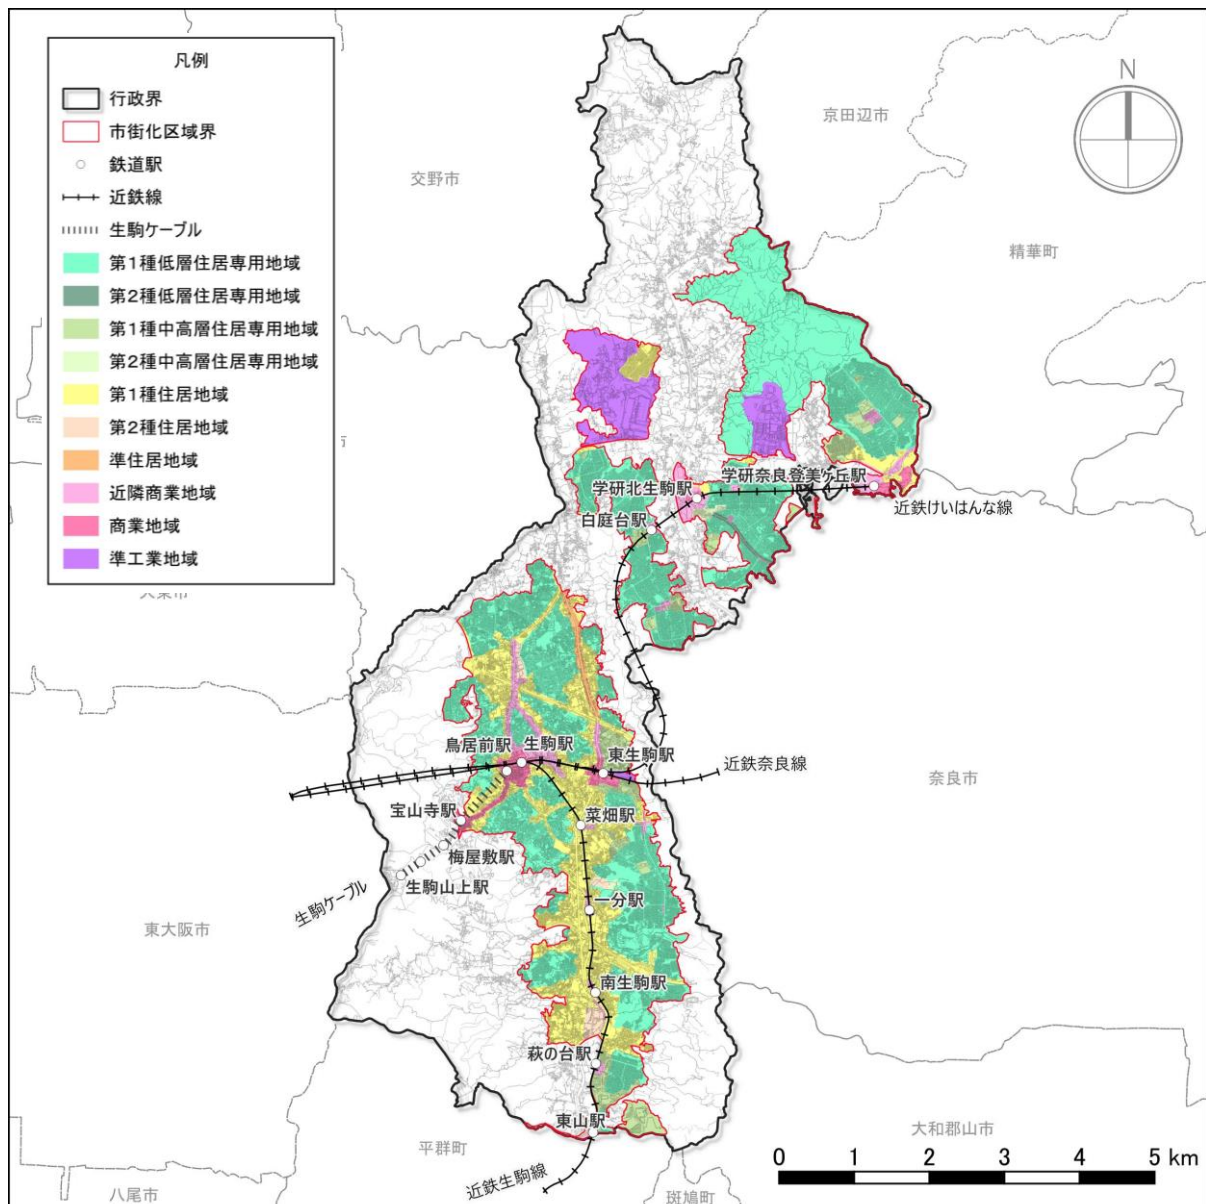 凡例
行政界
市街化区域界
鉄道駅
近鉄線
生駒ケーブル
第1種低層住居専用地域
第2種低層住居専用地域
第1種中高層住居専用地域
第2種中高層住居専用地域
第1種住居地域
第2種住居地域
準住居地域
近隣商業地域
商業地域
準工業地域
N
京田辺市
交野市
精華町
学研奈良登美ケ丘駅
学研北生駒駅
近鉄けいはんな線
白庭台駅
鳥居前駅
生駒駅
東生駒駅
近鉄奈良線
奈良市
宝山寺駅
菜畑駅
梅屋敷駅
生駒山上駅
生駒ケーブル
一分駅
東大阪市
南生駒駅
萩の台駅
東山駅
平群町
大和郡山市
近鉄生駒線
八尾市
斑鳩町
0 1 2 3 4 5 km